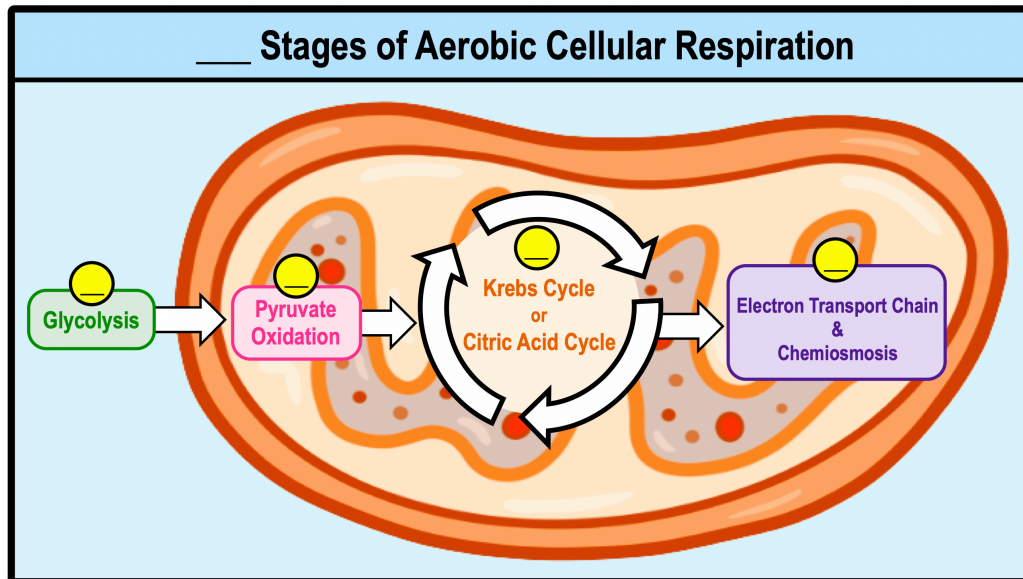 ___ Stages of Aerobic Cellular Respiration
_
Glycolysis
_
Pyruvate
Oxidation
_
Krebs Cycle
or
Citric Acid Cycle
_
Electron Transport Chain
&
Chemiosmosis